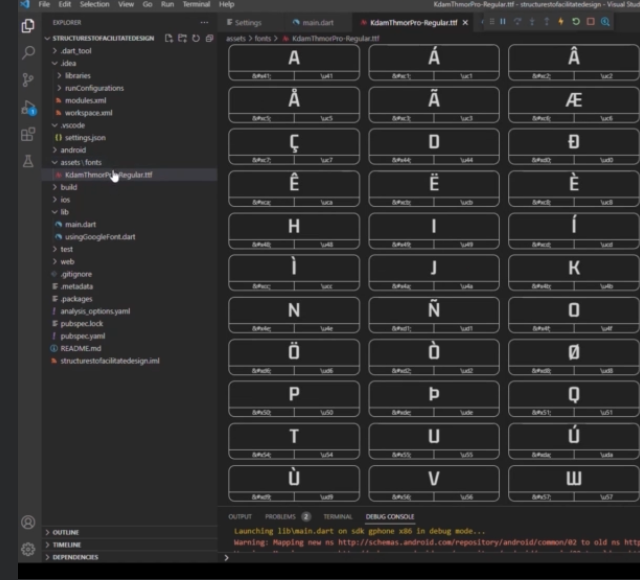 File Edit Selection View Go Run Terminal Help
KdamThmorPro-Regular.ttf - structurestofacilitatedesign - Visual Stud
EXPLORER
STRUCTURESTOFACILITATEDESIGN
.dart_tool
.idea
libraries
runConfigurations
modules.xml
workspace.xml
.vscode
settings.json
android
assets \ fonts
KdamThmorPro-Regular.ttf
build
ios
lib
main.dart
usingGoogleFont.dart
test
web
.gitignore
.metadata
.packages
analysis_options.yaml
pubspec.lock
pubspec.yaml
README.md
structurestofacilitatedesign.iml
OUTLINE
TIMELINE
DEPENDENCIES
Settings main.dart KdamThmorPro-Regular.ttf
assets > fonts > KdamThmorPro-Regular.ttf
A Á Â
&#x41; \u41 &#xc1; \uc1 &#xc2; \uc2
Å Ã Æ
&#xc5; \uc5 &#xc3; \uc3 &#xc6; \uc6
Ç D Ð
&#xc7; \uc7 &#x44; \u44 &#xd0; \ud0
Ê Ë È
&#xca; \uca &#xcb; \ucb &#xc8; \uc8
H I Í
&#x48; \u48 &#x49; \u49 &#xcd; \ucd
Ì J K
&#xcc; \ucc &#x4a; \u4a &#x4b; \u4b
N Ñ O
&#x4e; \u4e &#xd1; \ud1 &#x4f; \u4f
Ö Ò Ø
&#xd6; \ud6 &#xd2; \ud2 &#xd8; \ud8
P Þ Q
&#x50; \u50 &#xde; \ude &#x51; \u51
T U Ú
&#x54; \u54 &#x55; \u55 &#xda; \uda
Ù V W
&#xd9; \ud9 &#x56; \u56 &#x57; \u57
OUTPUT PROBLEMS 2 TERMINAL DEBUG CONSOLE
Launching lib\main.dart on sdk gphone x86 in debug mode...
Warning: Mapping new ns http://schemas.android.com/repository/android/common/02 to old ns http